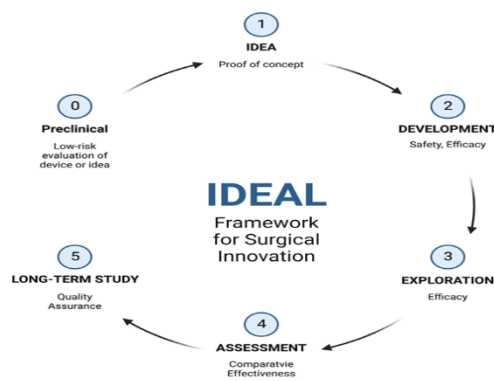 1
IDEA
Proof of concept
0
Preclinical
Low-risk
evaluation of
device or idea
2
DEVELOPMENT
Safety, Efficacy
IDEAL
Framework
for Surgical
Innovation
3
EXPLORATION
Efficacy
5
LONG-TERM STUDY
Quality
Assurance
4
ASSESSMENT
Comparatvie
Effectiveness